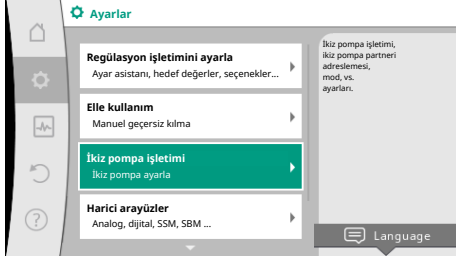 Ayarlar
Regülasyon işletimini ayarla
Ayar asistanı, hedef değerler, seçenekler...
Elle kullanım
Manuel geçersiz kılma
İkiz pompa işletimi
İkiz pompa ayarla
Harici arayüzler
Analog, dijital, SSM, SBM ...
İkiz pompa işletimi,
ikiz pompa partneri
adreslemesi,
mod, vs.
ayarları.
Language